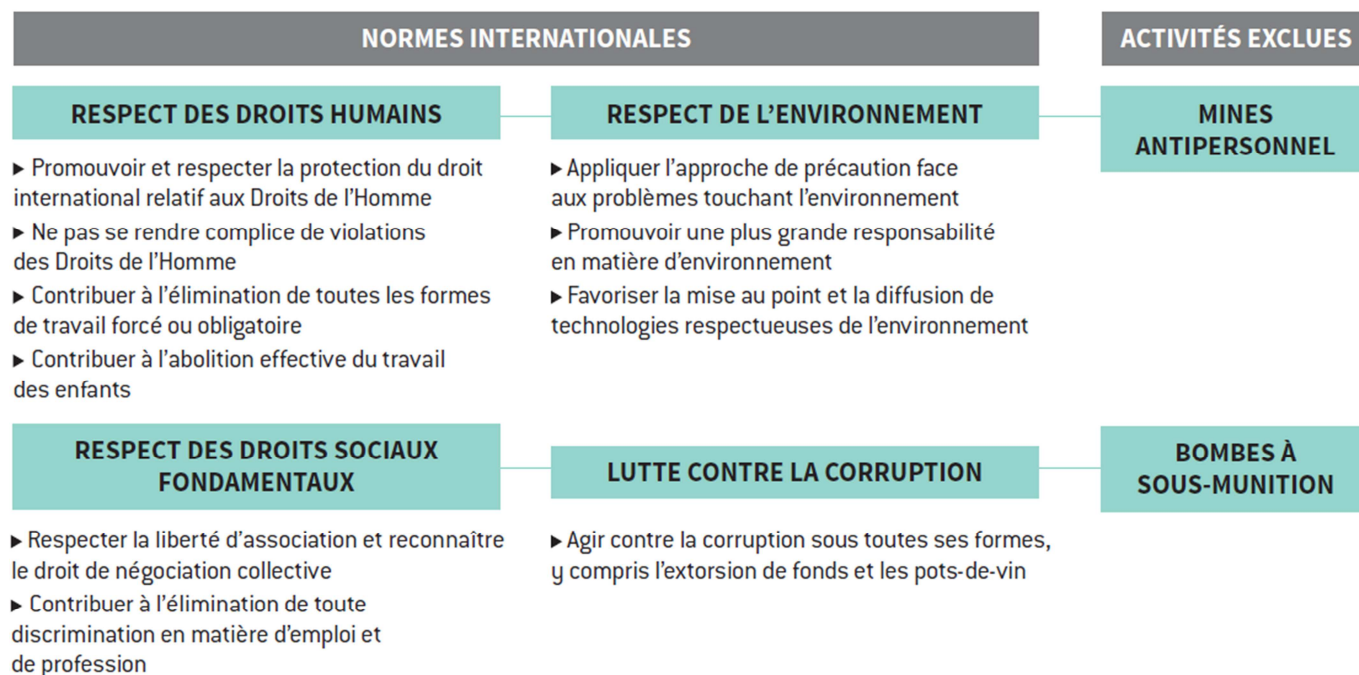 NORMES INTERNATIONALES
ACTIVITÉS EXCLUES
RESPECT DES DROITS HUMAINS
▸ Promouvoir et respecter la protection du droit
international relatif aux Droits de l’Homme
▸ Ne pas se rendre complice de violations
des Droits de l’Homme
▸ Contribuer à l’élimination de toutes les formes
de travail forcé ou obligatoire
▸ Contribuer à l’abolition effective du travail
des enfants
RESPECT DE L’ENVIRONNEMENT
▸ Appliquer l’approche de précaution face
aux problèmes touchant l’environnement
▸ Promouvoir une plus grande responsabilité
en matière d’environnement
▸ Favoriser la mise au point et la diffusion de
technologies respectueuses de l’environnement
MINES
ANTIPERSONNEL
RESPECT DES DROITS SOCIAUX
FONDAMENTAUX
▸ Respecter la liberté d’association et reconnaître
le droit de négociation collective
▸ Contribuer à l’élimination de toute
discrimination en matière d’emploi et
de profession
LUTTE CONTRE LA CORRUPTION
▸ Agir contre la corruption sous toutes ses formes,
y compris l’extorsion de fonds et les pots-de-vin
BOMBES À
SOUS-MUNITION